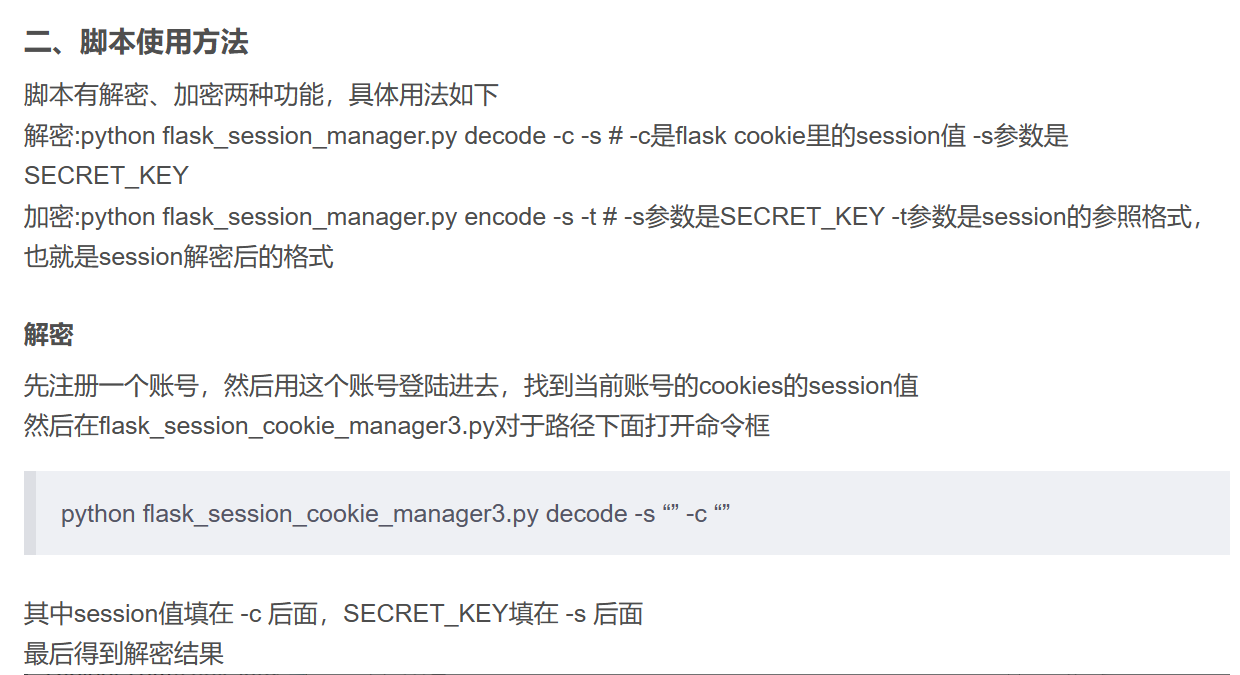 二、脚本使用方法
脚本有解密、加密两种功能，具体用法如下
解密:python flask_session_manager.py decode -c -s # -c是flask cookie里的session值 -s参数是
SECRET_KEY
加密:python flask_session_manager.py encode -s -t # -s参数是SECRET_KEY -t参数是session的参照格式，
也就是session解密后的格式
解密
先注册一个账号，然后用这个账号登陆进去，找到当前账号的cookies的session值
然后在flask_session_cookie_manager3.py对于路径下面打开命令框
python flask_session_cookie_manager3.py decode -s “” -c “”
其中session值填在 -c 后面，SECRET_KEY填在 -s 后面
最后得到解密结果